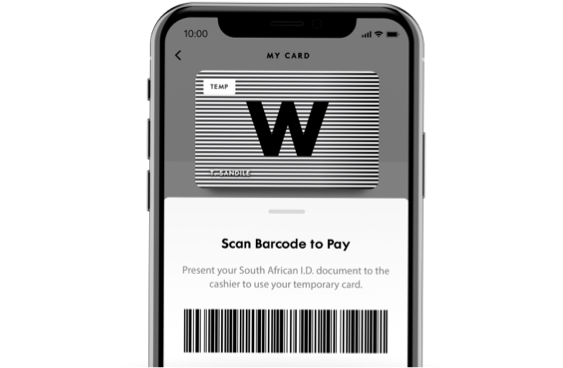 10:00
MY CARD
TEMP
W
T. SANDILE
Scan Barcode to Pay
Present your South African I.D. document to the
cashier to use your temporary card.